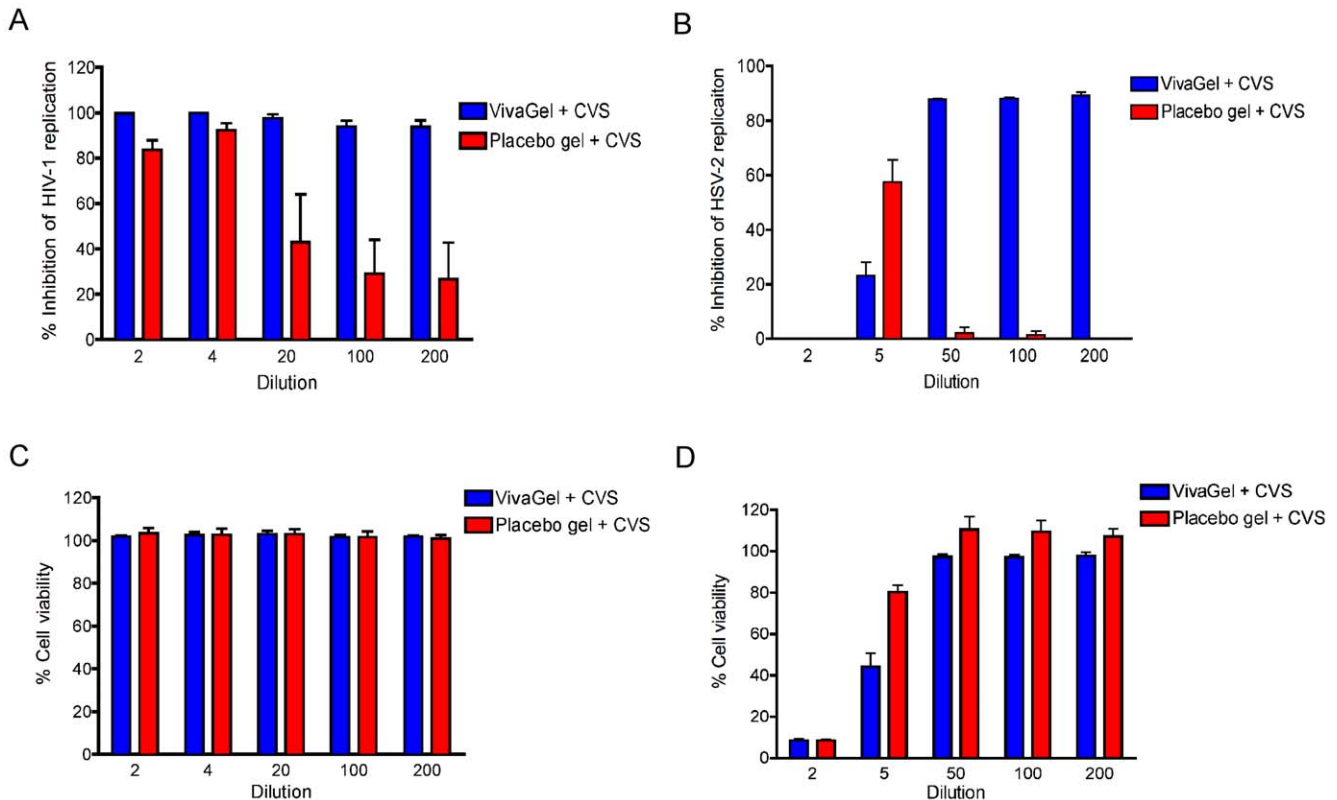 A
% Inhibition of HIV-1 replication
120
100
80
60
40
20
0
2 4 20 100 200
Dilution
VivaGel + CVS
Placebo gel + CVS
B
% Inhibition of HSV-2 replicaiton
100
80
60
40
20
0
2 5 50 100 200
Dilution
VivaGel + CVS
Placebo gel + CVS
C
% Cell viability
120
100
80
60
40
20
0
2 4 20 100 200
Dilution
VivaGel + CVS
Placebo gel + CVS
D
% Cell viability
120
100
80
60
40
20
0
2 5 50 100 200
Dilution
VivaGel + CVS
Placebo gel + CVS